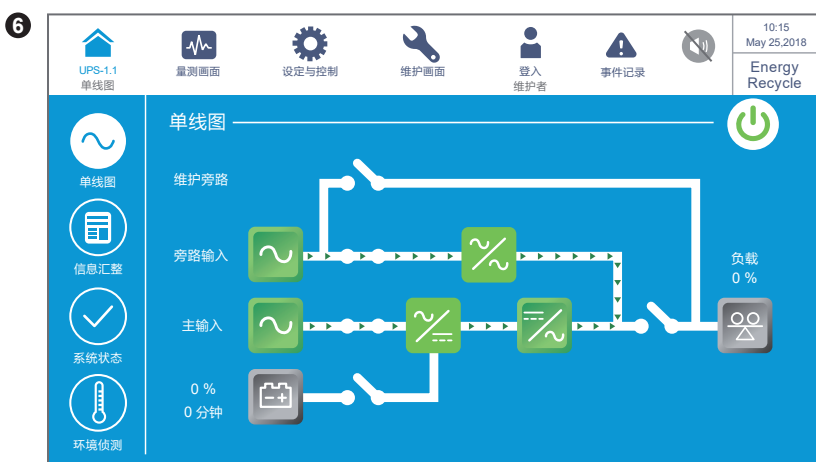 6
10:15
May 25,2018
Energy
Recycle
UPS-1.1
单线图
量测画面
设定与控制
维护画面
登入
维护者
事件记录
单线图
单线图
维护旁路
信息汇整
旁路输入
负载
0 %
主输入
系统状态
0 %
0 分钟
环境侦测